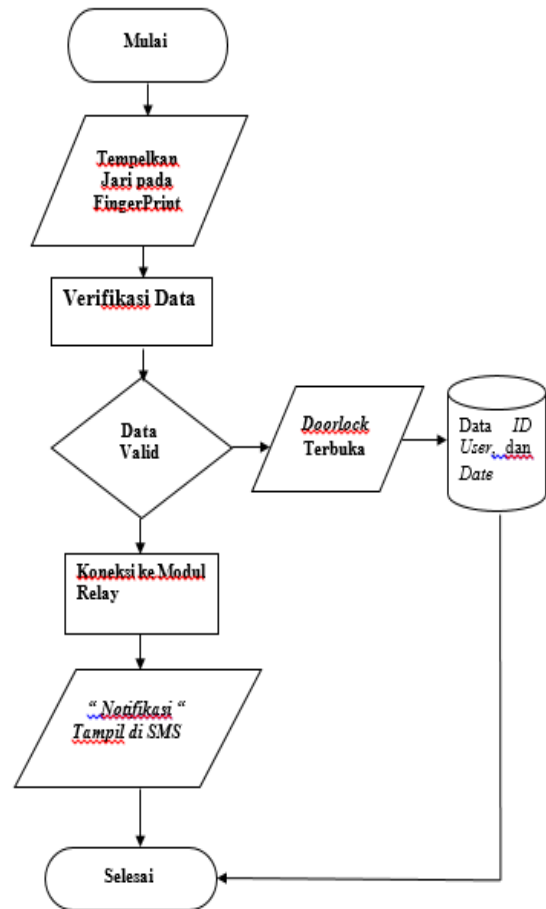 Mulai
Tempelkan
Jari pada
FingerPrint
Verifikasi Data
Data
Valid
Doorlock
Terbuka
Data ID
User, dan
Date
Koneksi ke Modul
Relay
“ Notifikasi “
Tampil di SMS
Selesai